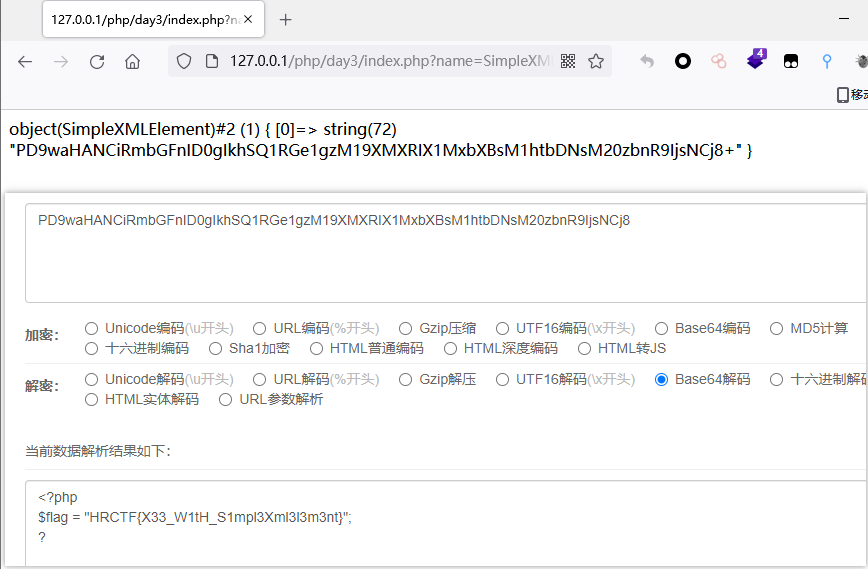 127.0.0.1/php/day3/index.php?n
127.0.0.1/php/day3/index.php?name=SimpleXM
4
移动
object(SimpleXMLElement)#2 (1) { [0]=> string(72)
"PD9waHANCiRmbGFnID0gIkhSQ1RGe1gzM19XMXRIX1MxbXBsM1htbDNsM20zbnR9IjsNCj8+" }
PD9waHANCiRmbGFnID0gIkhSQ1RGe1gzM19XMXRIX1MxbXBsM1htbDNsM20zbnR9IjsNCj8
加密： Unicode编码(\u开头) URL编码(%开头) Gzip压缩 UTF16编码(\x开头) Base64编码 MD5计算
十六进制编码 Sha1加密 HTML普通编码 HTML深度编码 HTML转JS
解密： Unicode解码(\u开头) URL解码(%开头) Gzip解压 UTF16解码(\x开头) Base64解码 十六进制解码
HTML实体解码 URL参数解析
当前数据解析结果如下：
<?php
$flag = "HRCTF{X33_W1tH_S1mpl3Xml3l3m3nt}";
?